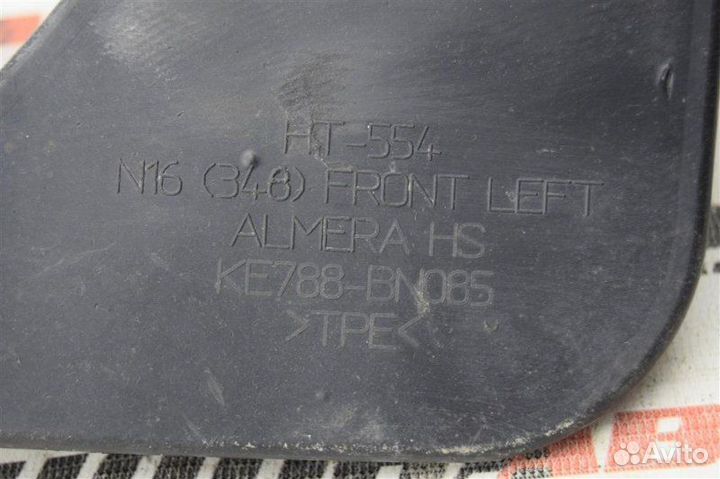 HT-554
N16 (348) FRONT LEFT
ALMERA HS
KE788-BN085
>TPE<
Avito